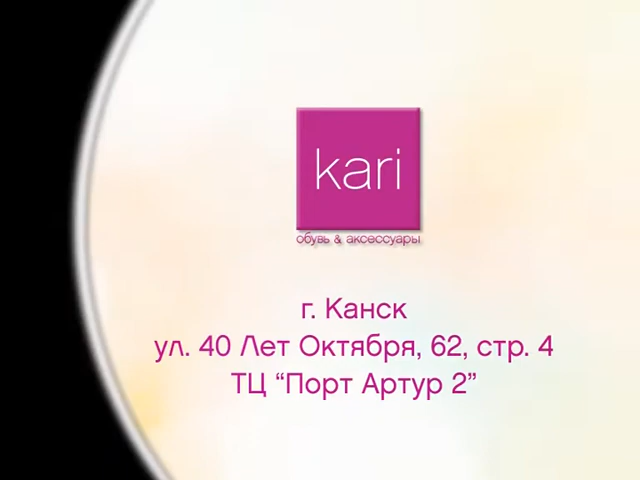 kari
обувь & аксессуары
г. Канск
ул. 40 Лет Октября, 62, стр. 4
ТЦ “Порт Артур 2”